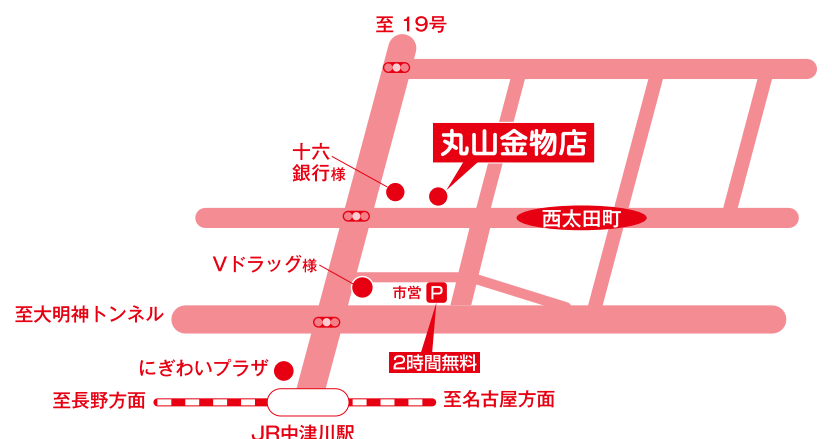 至 19号
丸山金物店
十六
銀行様
西太田町
Vドラッグ様
市営 P
至大明神トンネル
2時間無料
にぎわいプラザ
至長野方面
至名古屋方面
JR中津川駅